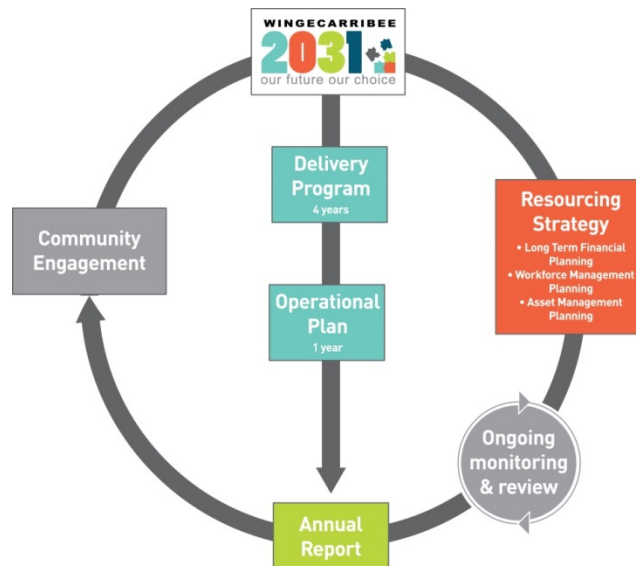 WINGECARRIBEE
2031
our future our choice
Delivery
Program
4 years
Resourcing
Strategy
• Long Term Financial
Planning
• Workforce Management
Planning
• Asset Management
Planning
Community
Engagement
Operational
Plan
1 year
Ongoing
monitoring
& review
Annual
Report